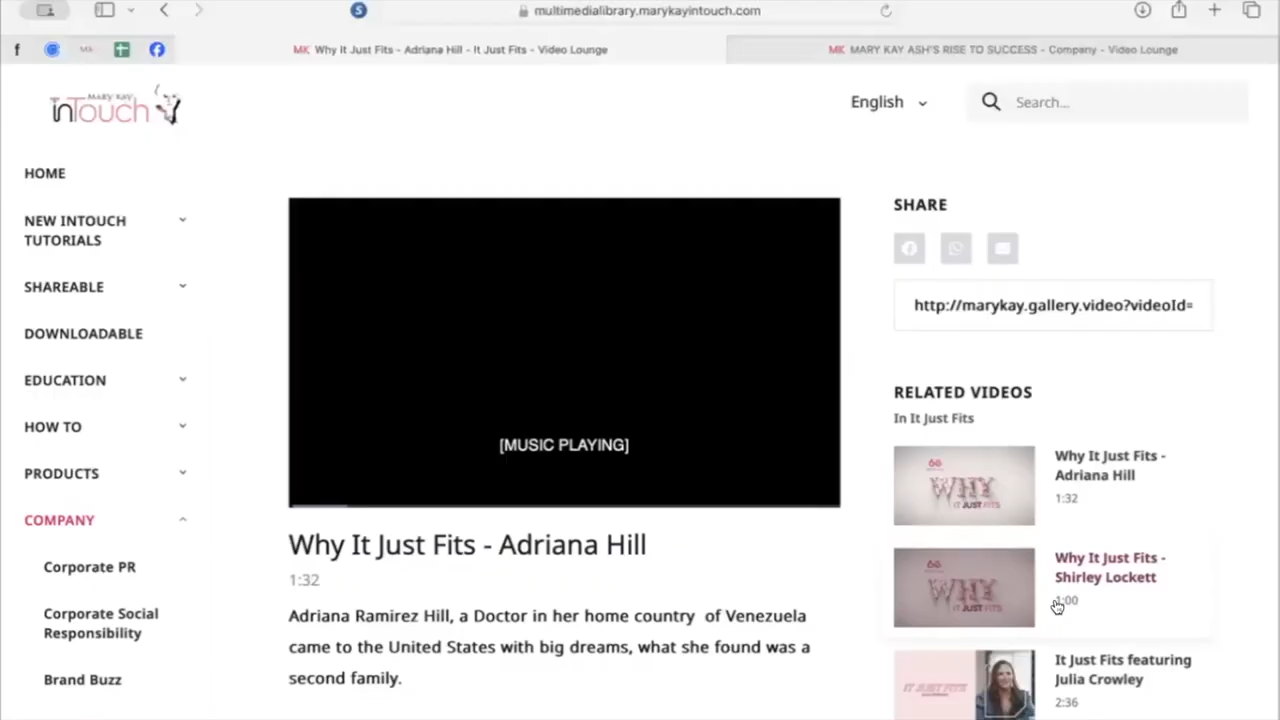 multimedialibrary.marykayintouch.com
MK Why It Just Fits - Adriana Hill - It Just Fits - Video Lounge
MK MARY KAY ASH'S RISE TO SUCCESS - Company - Video Lounge
MARY KAY
inTouch
English
Search...
HOME
NEW INTOUCH
TUTORIALS
SHAREABLE
DOWNLOADABLE
EDUCATION
HOW TO
PRODUCTS
COMPANY
Corporate PR
Corporate Social
Responsibility
Brand Buzz
[MUSIC PLAYING]
Why It Just Fits - Adriana Hill
1:32
Adriana Ramirez Hill, a Doctor in her home country of Venezuela
came to the United States with big dreams, what she found was a
second family.
SHARE
http://marykay.gallery.video?videoId=
RELATED VIDEOS
In It Just Fits
60
WHY
IT JUST FITS
Why It Just Fits -
Adriana Hill
1:32
60
WHY
IT JUST FITS
Why It Just Fits -
Shirley Lockett
1:00
IT JUST FITS
It Just Fits featuring
Julia Crowley
2:36